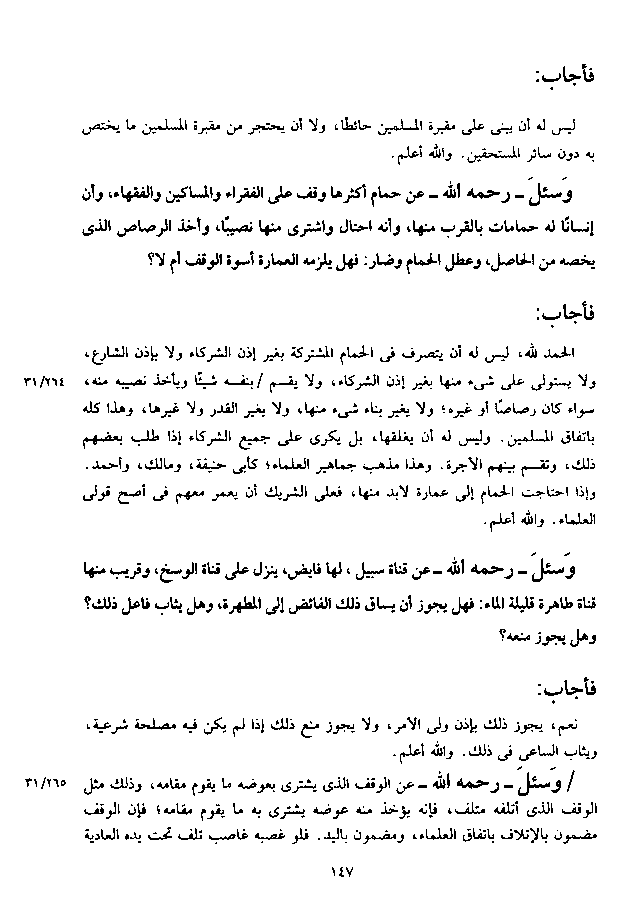 فأجاب:
ليس له أن يبنى على مقبرة المسلمين حائطًا، ولا أن يحتجر من مقبرة المسلمين ما يختص
به دون سائر المستحقين. والله أعلم.
وَسئلَ ـ رحمه الله ـ عن حمام أكثرها وقف على الفقراء والمساكين والفقهاء، وأن
إنسانًا له حمامات بالقرب منها، وأنه احتال واشترى منها نصيبًا، وأخذ الرصاص الذى
يخصه من الحاصل، وعطل الحمام وضار: فهل يلزمه العمارة أسوة الوقف أم لا؟
فأجاب:
الحمد لله، ليس له أن يتصرف فى الحمام المشتركة بغير إذن الشركاء ولا بإذن الشارع،
ولا يستولى على شىء منها بغير إذن الشركاء، ولا يقسم / بنفسه شيئًا ويأخذ نصيبه منه، ٣١/٢٦٤
سواء كان رصاصًا أو غيره؛ ولا يغير بناء شىء منها، ولا يغير القدر ولا غيرها، وهذا كله
باتفاق المسلمين. وليس له أن يغلقها، بل يكرى على جميع الشركاء إذا طلب بعضهم
ذلك، وتقسم بينهم الأجرة. وهذا مذهب جماهير العلماء؛ كأبى حنيفة، ومالك، وأحمد.
وإذا احتاجت الحمام إلى عمارة لابد منها، فعلى الشريك أن يعمر معهم فى أصح قولى
العلماء. والله أعلم.
وَسئلَ ـ رحمه الله ـ عن قناة سبيل، لها فايض، ينزل على قناة الوسخ، وقريب منها
قناة طاهرة قليلة الماء: فهل يجوز أن يساق ذلك الفائض إلى المطهرة، وهل يثاب فاعل ذلك؟
وهل يجوز منعه؟
فأجاب:
نعم، يجوز ذلك بإذن ولى الأمر، ولا يجوز منع ذلك إذا لم يكن فيه مصلحة شرعية،
ويثاب الساعى فى ذلك. والله أعلم.
/ وَسئلَ ـ رحمه الله ـ عن الوقف الذى يشترى بعوضه ما يقوم مقامه، وذلك مثل ٣١/٢٦٥
الوقف الذى أتلفه متلف، فإنه يؤخذ منه عوضه يشترى به ما يقوم مقامه؛ فإن الوقف
مضمون بالإتلاف باتفاق العلماء، ومضمون باليد. فلو غصبه غاصب تلف تحت يده العادية
١٤٧